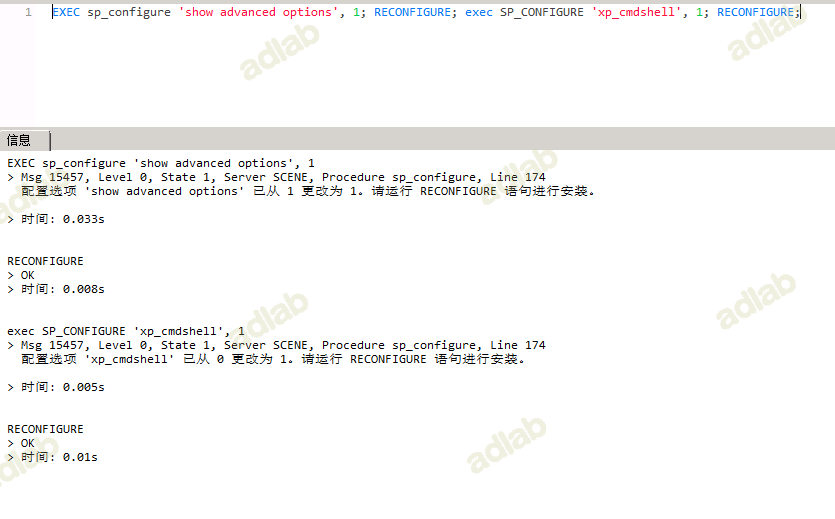 1 EXEC sp_configure 'show advanced options', 1; RECONFIGURE; exec SP_CONFIGURE 'xp_cmdshell', 1; RECONFIGURE;
信息
EXEC sp_configure 'show advanced options', 1
> Msg 15457, Level 0, State 1, Server SCENE, Procedure sp_configure, Line 174
配置选项 'show advanced options' 已从 1 更改为 1。请运行 RECONFIGURE 语句进行安装。
> 时间: 0.033s
RECONFIGURE
> OK
> 时间: 0.008s
exec SP_CONFIGURE 'xp_cmdshell', 1
> Msg 15457, Level 0, State 1, Server SCENE, Procedure sp_configure, Line 174
配置选项 'xp_cmdshell' 已从 0 更改为 1。请运行 RECONFIGURE 语句进行安装。
> 时间: 0.005s
RECONFIGURE
> OK
> 时间: 0.01s
adlab
adlab
adlab
adlab
adlab
adlab
adlab
adlab